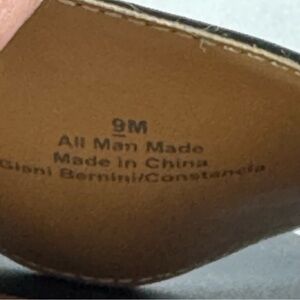 9M
All Man Made
Made in China
Giani Bernini/Constancia